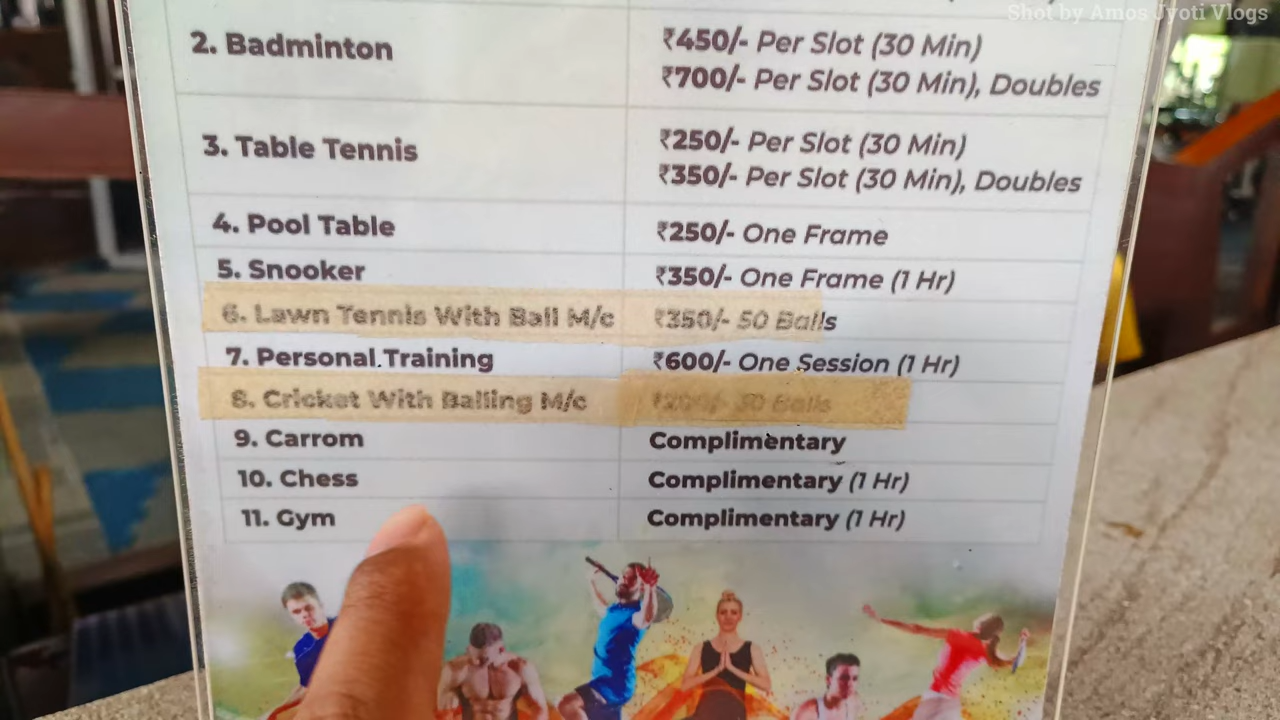 Shot by Amos Jyoti Vlogs
2. Badminton
₹450/- Per Slot (30 Min)
₹700/- Per Slot (30 Min), Doubles
3. Table Tennis
₹250/- Per Slot (30 Min)
₹350/- Per Slot (30 Min), Doubles
4. Pool Table
₹250/- One Frame
5. Snooker
₹350/- One Frame (1 Hr)
6. Lawn Tennis With Ball M/c
₹350/- 50 Balls
7. Personal Training
₹600/- One Session (1 Hr)
8. Cricket With Balling M/c
Balls
9. Carrom
Complimentary
10. Chess
Complimentary (1 Hr)
11. Gym
Complimentary (1 Hr)